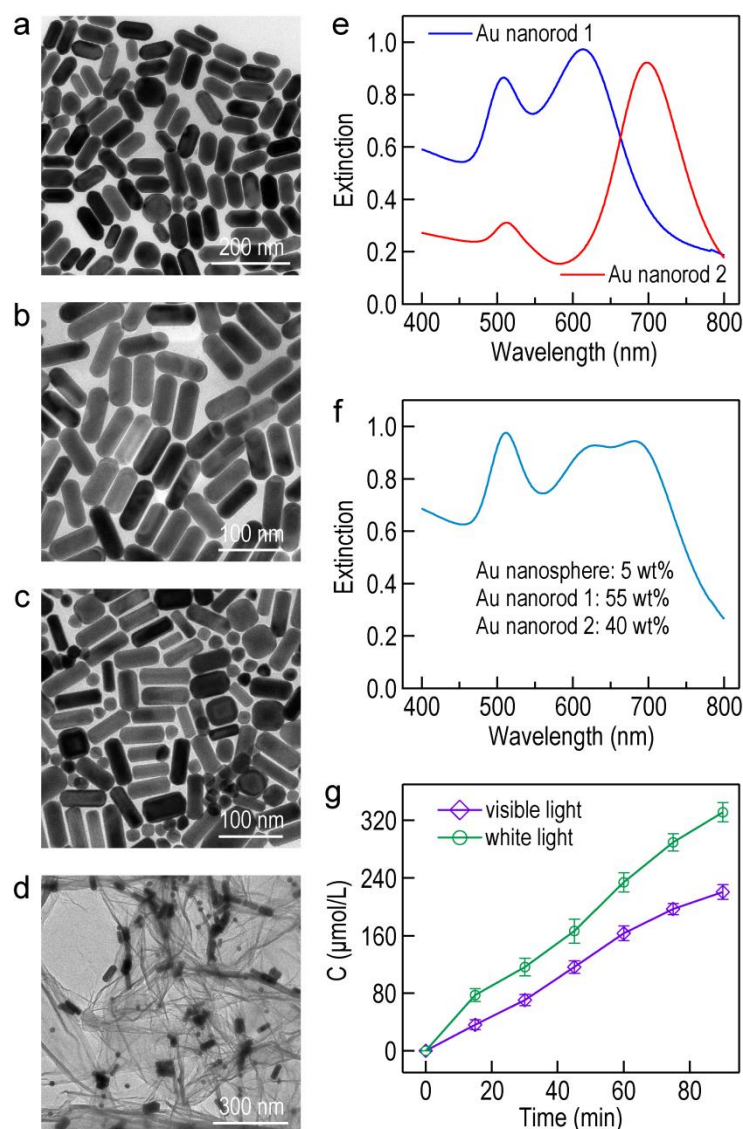 a
200 nm
b
100 nm
c
100 nm
d
300 nm
e
Au nanorod 1
Au nanorod 2
Extinction
1.0
0.8
0.6
0.4
0.2
0.0
400 500 600 700 800
Wavelength (nm)
f
Extinction
1.0
0.8
0.6
0.4
0.2
0.0
Au nanosphere: 5 wt%
Au nanorod 1: 55 wt%
Au nanorod 2: 40 wt%
400 500 600 700 800
Wavelength (nm)
g
visible light
white light
C (μmol/L)
320
240
160
80
0
0 20 40 60 80
Time (min)